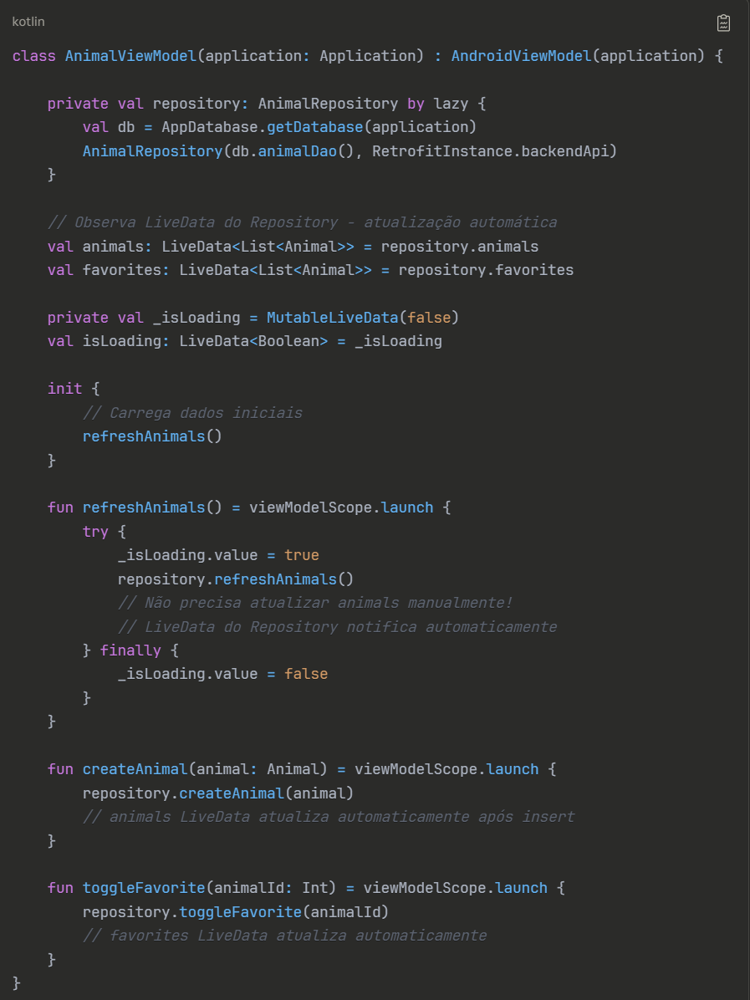 kotlin
class AnimalViewModel(application: Application) : AndroidViewModel(application) {
    private val repository: AnimalRepository by lazy {
        val db = AppDatabase.getDatabase(application)
        AnimalRepository(db.animalDao(), RetrofitInstance.backendApi)
    }
    // Observa LiveData do Repository - atualização automática
    val animals: LiveData<List<Animal>> = repository.animals
    val favorites: LiveData<List<Animal>> = repository.favorites
    private val _isLoading = MutableLiveData(false)
    val isLoading: LiveData<Boolean> = _isLoading
    init {
        // Carrega dados iniciais
        refreshAnimals()
    }
    fun refreshAnimals() = viewModelScope.launch {
        try {
            _isLoading.value = true
            repository.refreshAnimals()
            // Não precisa atualizar animals manualmente!
            // LiveData do Repository notifica automaticamente
        } finally {
            _isLoading.value = false
        }
    }
    fun createAnimal(animal: Animal) = viewModelScope.launch {
        repository.createAnimal(animal)
        // animals LiveData atualiza automaticamente após insert
    }
    fun toggleFavorite(animalId: Int) = viewModelScope.launch {
        repository.toggleFavorite(animalId)
        // favorites LiveData atualiza automaticamente
    }
}